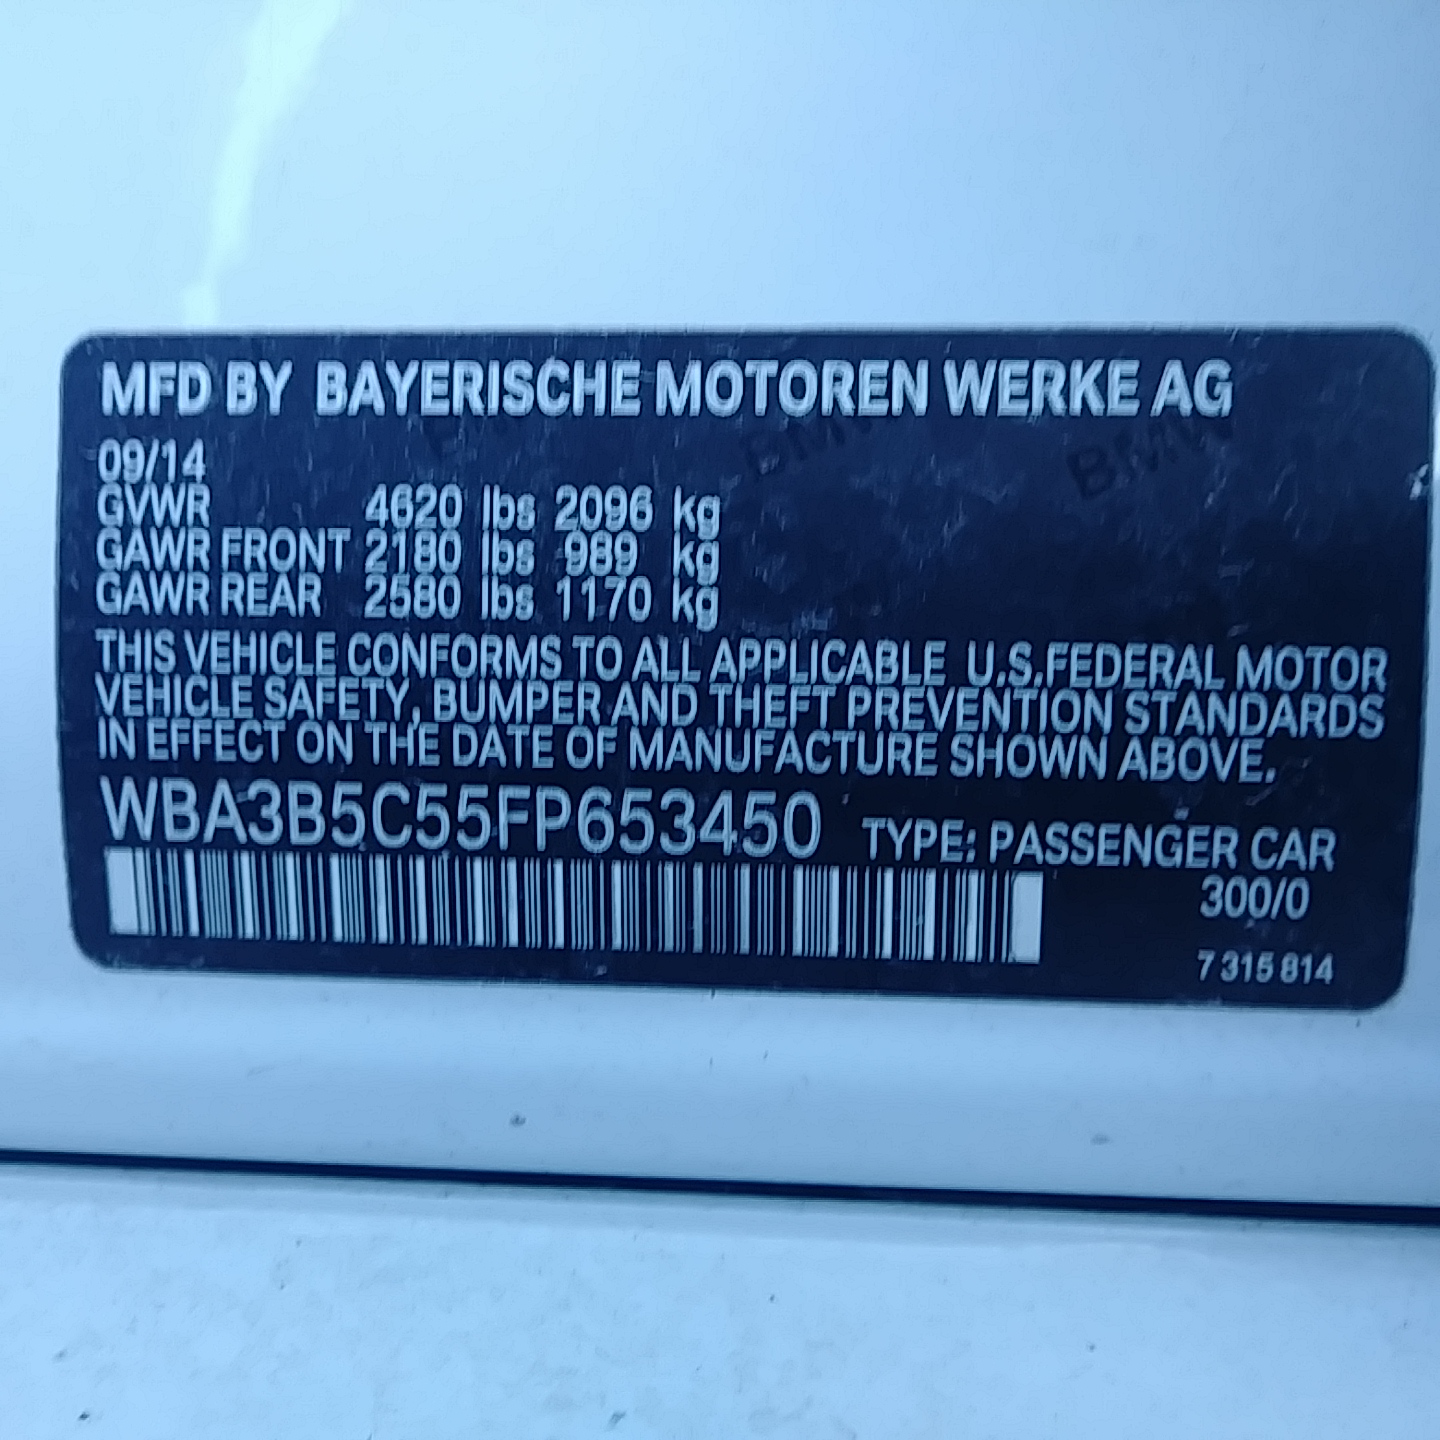 MFD BY BAYERISCHE MOTOREN WERKE AG
09/14
GVWR 4620 lbs 2096 kg
GAWR FRONT 2180 lbs 989 kg
GAWR REAR 2580 lbs 1170 kg
THIS VEHICLE CONFORMS TO ALL APPLICABLE U.S.FEDERAL MOTOR
VEHICLE SAFETY, BUMPER AND THEFT PREVENTION STANDARDS
IN EFFECT ON THE DATE OF MANUFACTURE SHOWN ABOVE.
WBA3B5C55FP653450 TYPE: PASSENGER CAR
300/0
7 315 814
BMW
BMW